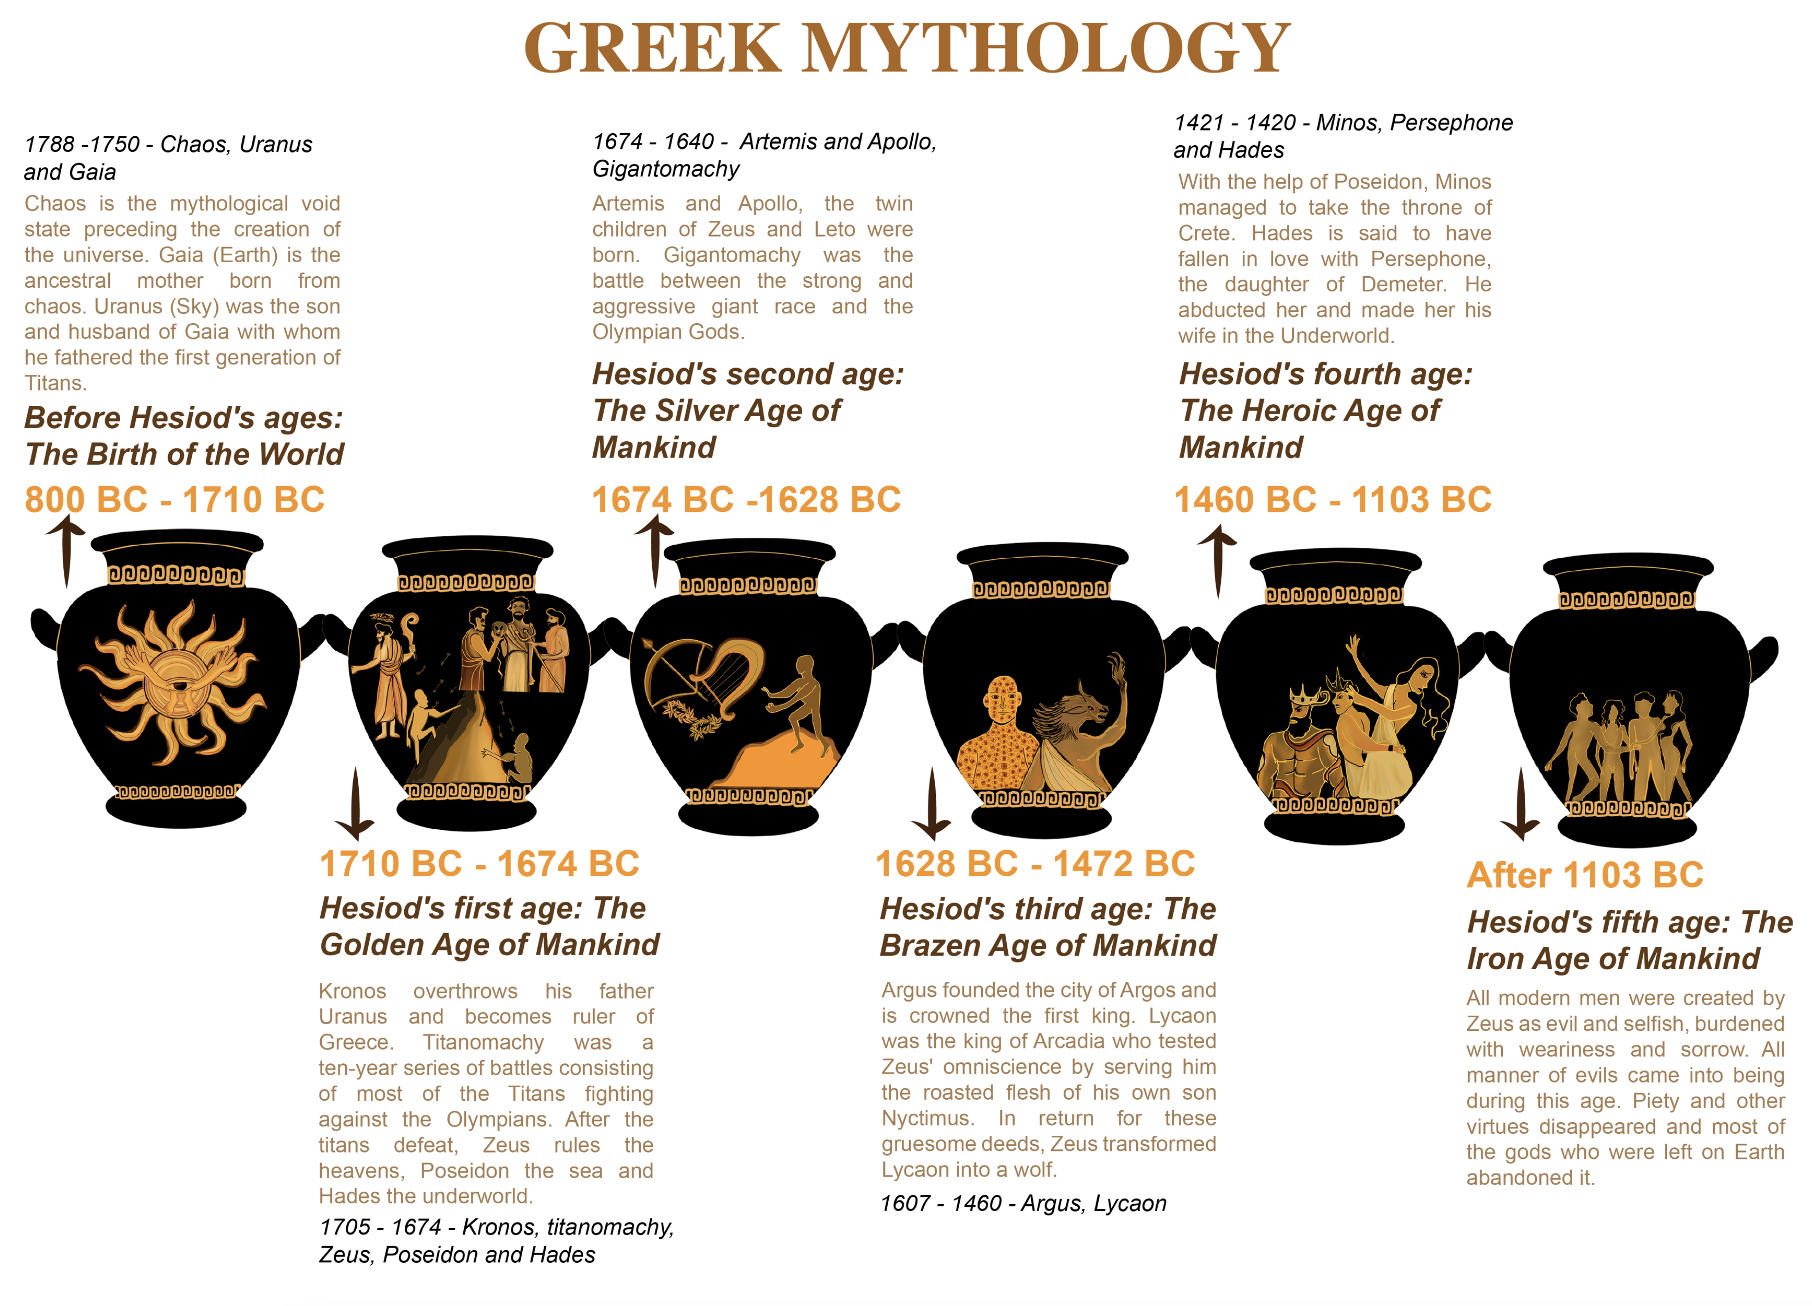 GREEK MYTHOLOGY
1788 -1750 - Chaos, Uranus
and Gaia
Chaos is the mythological void
state preceding the creation of
the universe. Gaia (Earth) is the
ancestral mother born from
chaos. Uranus (Sky) was the son
and husband of Gaia with whom
he fathered the first generation of
Titans.
Before Hesiod's ages:
The Birth of the World
800 BC - 1710 BC
1710 BC - 1674 BC
Hesiod's first age: The
Golden Age of Mankind
Kronos overthrows his father
Uranus and becomes ruler of
Greece. Titanomachy was a
ten-year series of battles consisting
of most of the Titans fighting
against the Olympians. After the
titans defeat, Zeus rules the
heavens, Poseidon the sea and
Hades the underworld.
1705 - 1674 - Kronos, titanomachy,
Zeus, Poseidon and Hades
1674 - 1640 - Artemis and Apollo,
Gigantomachy
Artemis and Apollo, the twin
children of Zeus and Leto were
born. Gigantomachy was the
battle between the strong and
aggressive giant race and the
Olympian Gods.
Hesiod's second age:
The Silver Age of
Mankind
1674 BC -1628 BC
1628 BC - 1472 BC
Hesiod's third age: The
Brazen Age of Mankind
Argus founded the city of Argos and
is crowned the first king. Lycaon
was the king of Arcadia who tested
Zeus' omniscience by serving him
the roasted flesh of his own son
Nyctimus. In return for these
gruesome deeds, Zeus transformed
Lycaon into a wolf.
1607 - 1460 - Argus, Lycaon
1421 - 1420 - Minos, Persephone
and Hades
With the help of Poseidon, Minos
managed to take the throne of
Crete. Hades is said to have
fallen in love with Persephone,
the daughter of Demeter. He
abducted her and made her his
wife in the Underworld.
Hesiod's fourth age:
The Heroic Age of
Mankind
1460 BC - 1103 BC
After 1103 BC
Hesiod's fifth age: The
Iron Age of Mankind
All modern men were created by
Zeus as evil and selfish, burdened
with weariness and sorrow. All
manner of evils came into being
during this age. Piety and other
virtues disappeared and most of
the gods who were left on Earth
abandoned it.